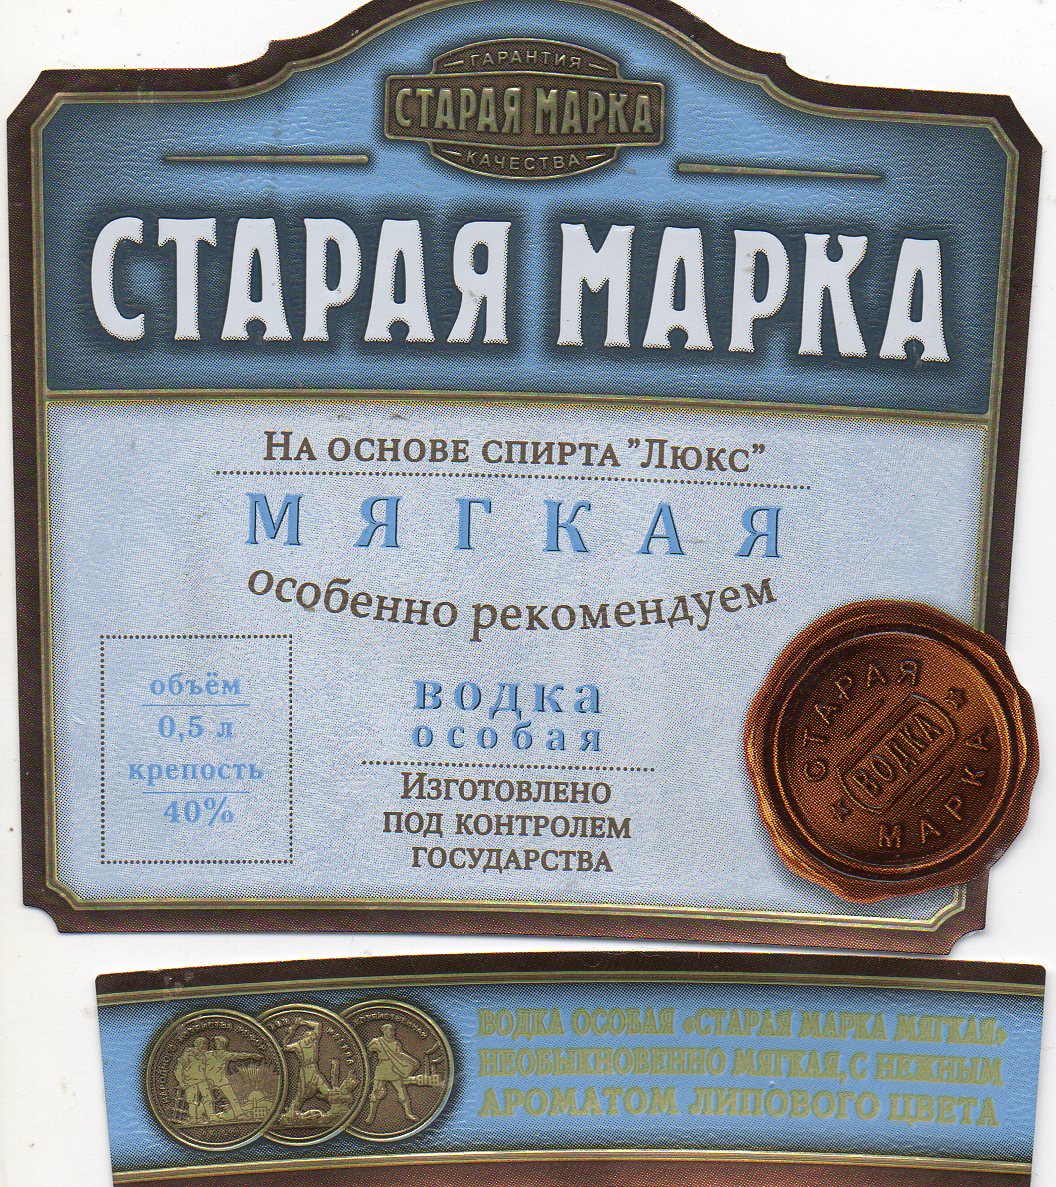 ГАРАНТИЯ
СТАРАЯ МАРКА
КАЧЕСТВА
СТАРАЯ МАРКА
НА ОСНОВЕ СПИРТА "ЛЮКС"
МЯГКАЯ
особенно рекомендуем
объём
0,5 л
крепость
40%
водка
особая
ИЗГОТОВЛЕНО
ПОД КОНТРОЛЕМ
ГОСУДАРСТВА
СТАРАЯ
ВОДКА
МАРКА
ВОДКА ОСОБАЯ «СТАРАЯ МАРКА МЯГКАЯ»
НЕОБЫКНОВЕННО МЯГКАЯ, С НЕЖНЫМ
АРОМАТОМ ЛИПОВОГО ЦВЕТА